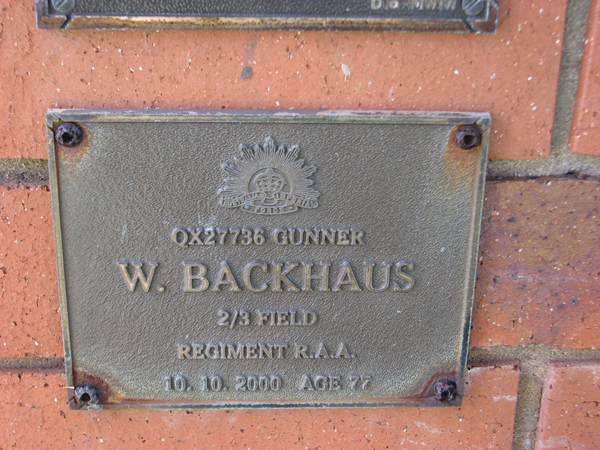 QX27736 GUNNER
W. BACKHAUS
2/3 FIELD
REGIMENT R.A.A.
10. 10. 2000 AGE 77